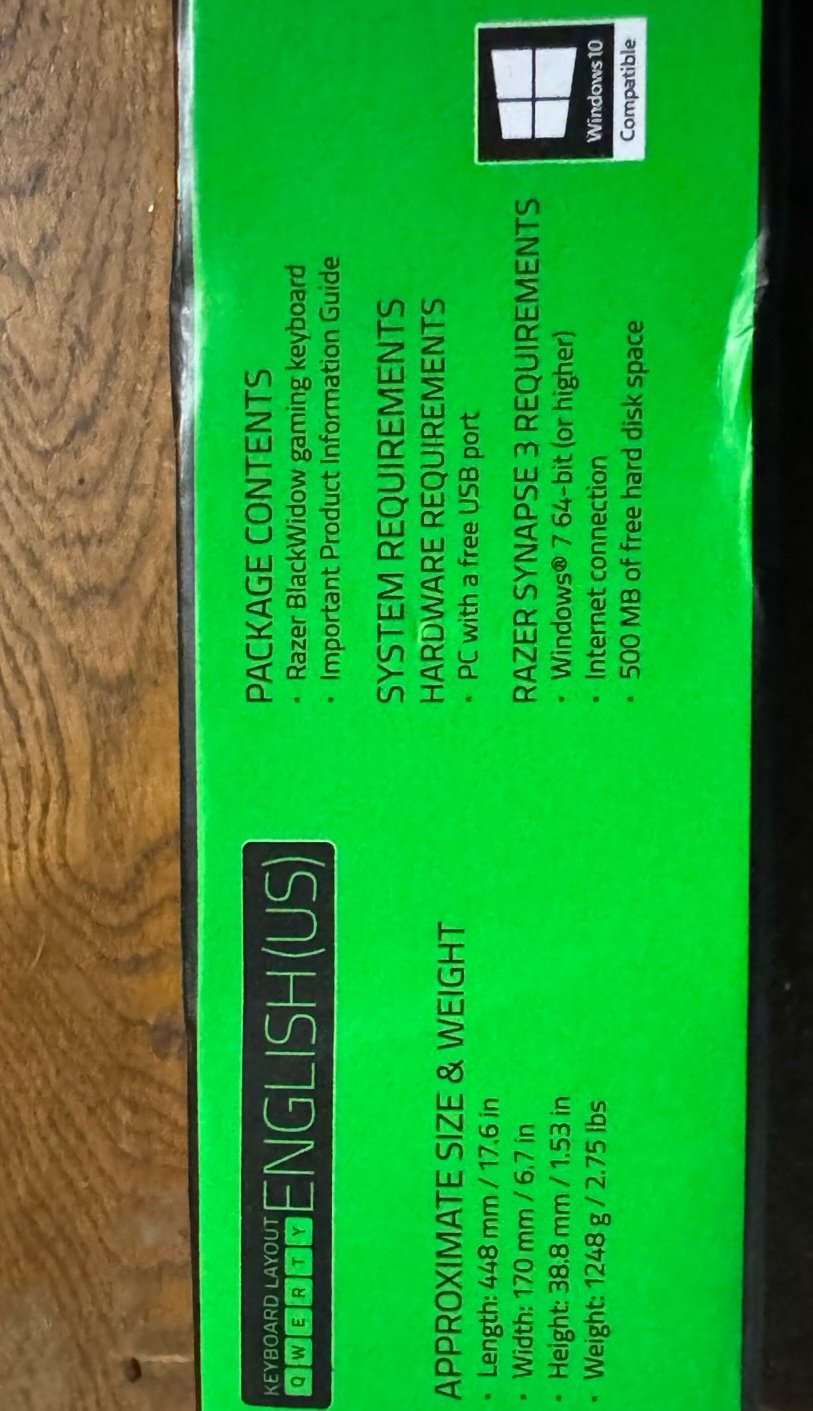 KEYBOARD LAYOUT
QWERTY ENGLISH (US)
APPROXIMATE SIZE & WEIGHT
· Length: 448 mm / 17.6 in
· Width: 170 mm / 6.7 in
· Height: 38.8 mm / 1.53 in
· Weight: 1248 g / 2.75 lbs
PACKAGE CONTENTS
· Razer BlackWidow gaming keyboard
· Important Product Information Guide
SYSTEM REQUIREMENTS
HARDWARE REQUIREMENTS
· PC with a free USB port
RAZER SYNAPSE 3 REQUIREMENTS
· Windows® 7 64-bit (or higher)
· Internet connection
· 500 MB of free hard disk space
Windows 10
Compatible